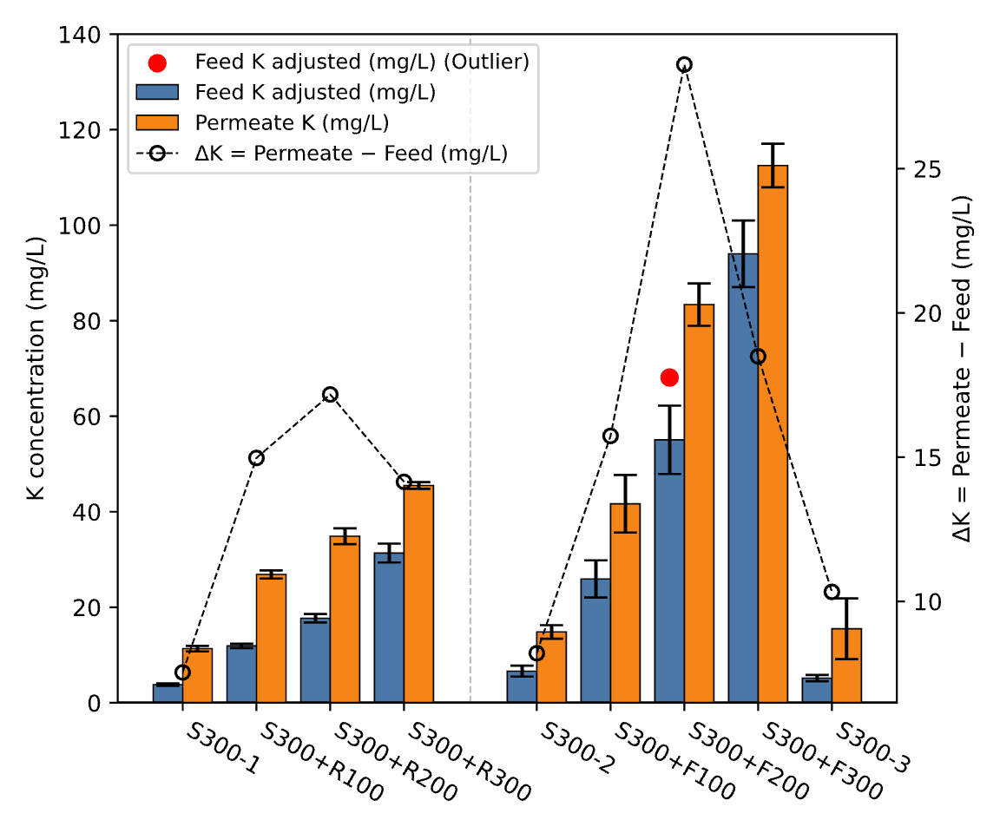 140
120
100
80
60
40
20
0
K concentration (mg/L)
Feed K adjusted (mg/L) (Outlier)
Feed K adjusted (mg/L)
Permeate K (mg/L)
ΔK = Permeate − Feed (mg/L)
25
20
15
10
ΔK = Permeate − Feed (mg/L)
S300-1
S300+R100
S300+R200
S300+R300
S300-2
S300+F100
S300+F200
S300+F300
S300-3